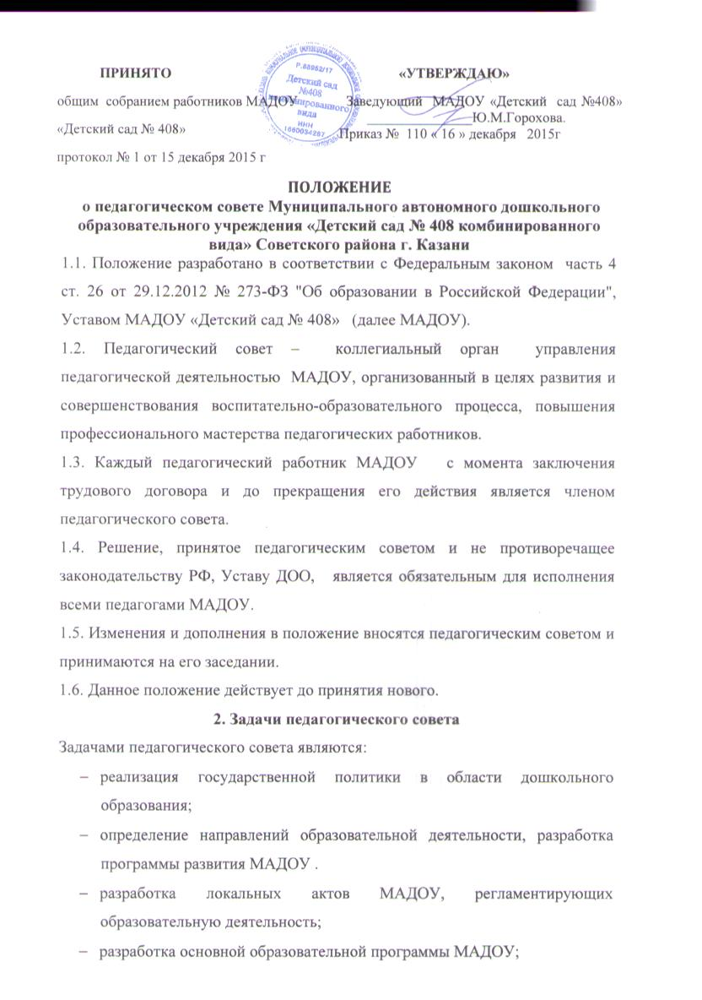 ПРИНЯТО
общим собранием работников МАДОУ
«Детский сад № 408»
протокол № 1 от 15 декабря 2015 г
Р.88952/17
Детский сад
№408
комбинированного
вида
ИНН
1660034287
«УТВЕРЖДАЮ»
Заведующий МАДОУ «Детский сад №408»
Ю.М.Горохова.
Приказ № 110 « 16 » декабря 2015г
ПОЛОЖЕНИЕ
о педагогическом совете Муниципального автономного дошкольного
образовательного учреждения «Детский сад № 408 комбинированного
вида» Советского района г. Казани
1.1. Положение разработано в соответствии с Федеральным законом часть 4
ст. 26 от 29.12.2012 № 273-ФЗ "Об образовании в Российской Федерации",
Уставом МАДОУ «Детский сад № 408» (далее МАДОУ).
1.2. Педагогический совет – коллегиальный орган управления
педагогической деятельностью МАДОУ, организованный в целях развития и
совершенствования воспитательно-образовательного процесса, повышения
профессионального мастерства педагогических работников.
1.3. Каждый педагогический работник МАДОУ с момента заключения
трудового договора и до прекращения его действия является членом
педагогического совета.
1.4. Решение, принятое педагогическим советом и не противоречащее
законодательству РФ, Уставу ДОО, является обязательным для исполнения
всеми педагогами МАДОУ.
1.5. Изменения и дополнения в положение вносятся педагогическим советом и
принимаются на его заседании.
1.6. Данное положение действует до принятия нового.
2. Задачи педагогического совета
Задачами педагогического совета являются:
– реализация государственной политики в области дошкольного
образования;
– определение направлений образовательной деятельности, разработка
программы развития МАДОУ .
– разработка локальных актов МАДОУ, регламентирующих
образовательную деятельность;
– разработка основной образовательной программы МАДОУ;